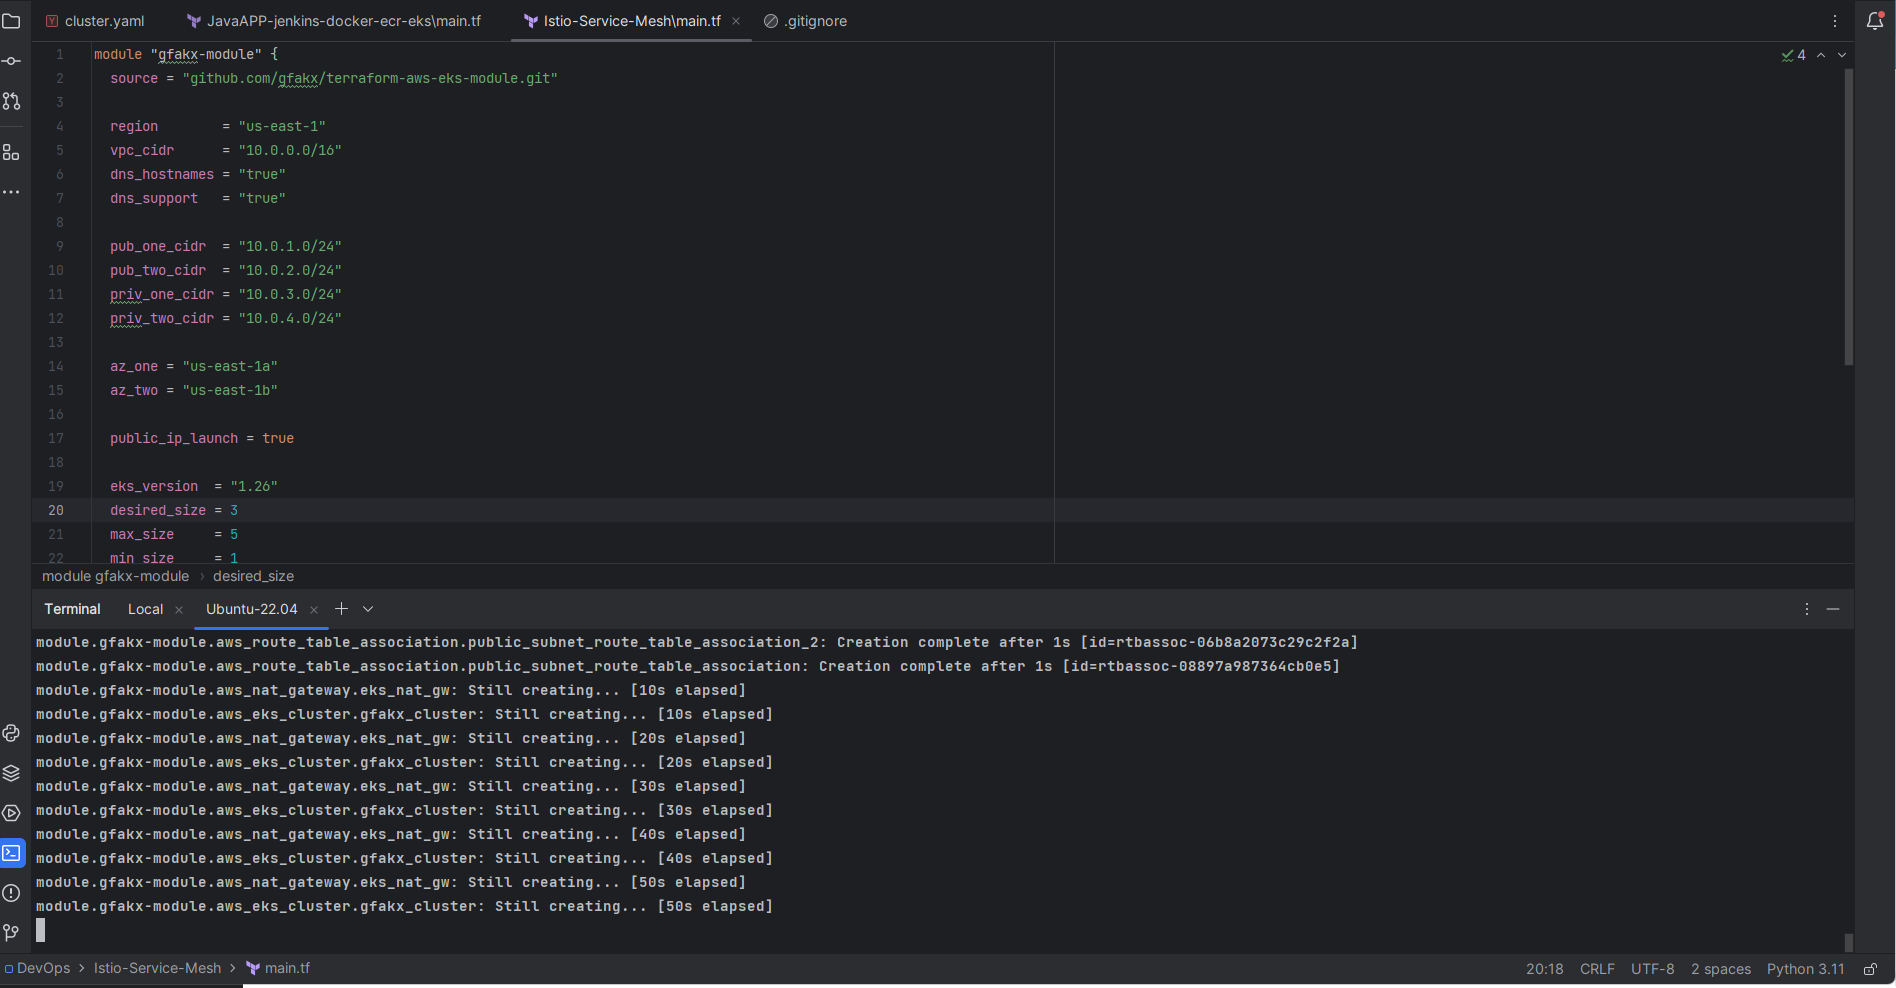 cluster.yaml JavaAPP-jenkins-docker-ecr-eks\main.tf Istio-Service-Mesh\main.tf .gitignore
4
1 module "gfakx-module" {
2 source = "github.com/gfakx/terraform-aws-eks-module.git"
3
4 region = "us-east-1"
5 vpc_cidr = "10.0.0.0/16"
6 dns_hostnames = "true"
7 dns_support = "true"
8
9 pub_one_cidr = "10.0.1.0/24"
10 pub_two_cidr = "10.0.2.0/24"
11 priv_one_cidr = "10.0.3.0/24"
12 priv_two_cidr = "10.0.4.0/24"
13
14 az_one = "us-east-1a"
15 az_two = "us-east-1b"
16
17 public_ip_launch = true
18
19 eks_version = "1.26"
20 desired_size = 3
21 max_size = 5
22 min_size = 1
module gfakx-module › desired_size
Terminal Local Ubuntu-22.04
module.gfakx-module.aws_route_table_association.public_subnet_route_table_association_2: Creation complete after 1s [id=rtbassoc-06b8a2073c29c2f2a]
module.gfakx-module.aws_route_table_association.public_subnet_route_table_association: Creation complete after 1s [id=rtbassoc-08897a987364cb0e5]
module.gfakx-module.aws_nat_gateway.eks_nat_gw: Still creating... [10s elapsed]
module.gfakx-module.aws_eks_cluster.gfakx_cluster: Still creating... [10s elapsed]
module.gfakx-module.aws_nat_gateway.eks_nat_gw: Still creating... [20s elapsed]
module.gfakx-module.aws_eks_cluster.gfakx_cluster: Still creating... [20s elapsed]
module.gfakx-module.aws_nat_gateway.eks_nat_gw: Still creating... [30s elapsed]
module.gfakx-module.aws_eks_cluster.gfakx_cluster: Still creating... [30s elapsed]
module.gfakx-module.aws_nat_gateway.eks_nat_gw: Still creating... [40s elapsed]
module.gfakx-module.aws_eks_cluster.gfakx_cluster: Still creating... [40s elapsed]
module.gfakx-module.aws_nat_gateway.eks_nat_gw: Still creating... [50s elapsed]
module.gfakx-module.aws_eks_cluster.gfakx_cluster: Still creating... [50s elapsed]
DevOps › Istio-Service-Mesh › main.tf 20:18 CRLF UTF-8 2 spaces Python 3.11